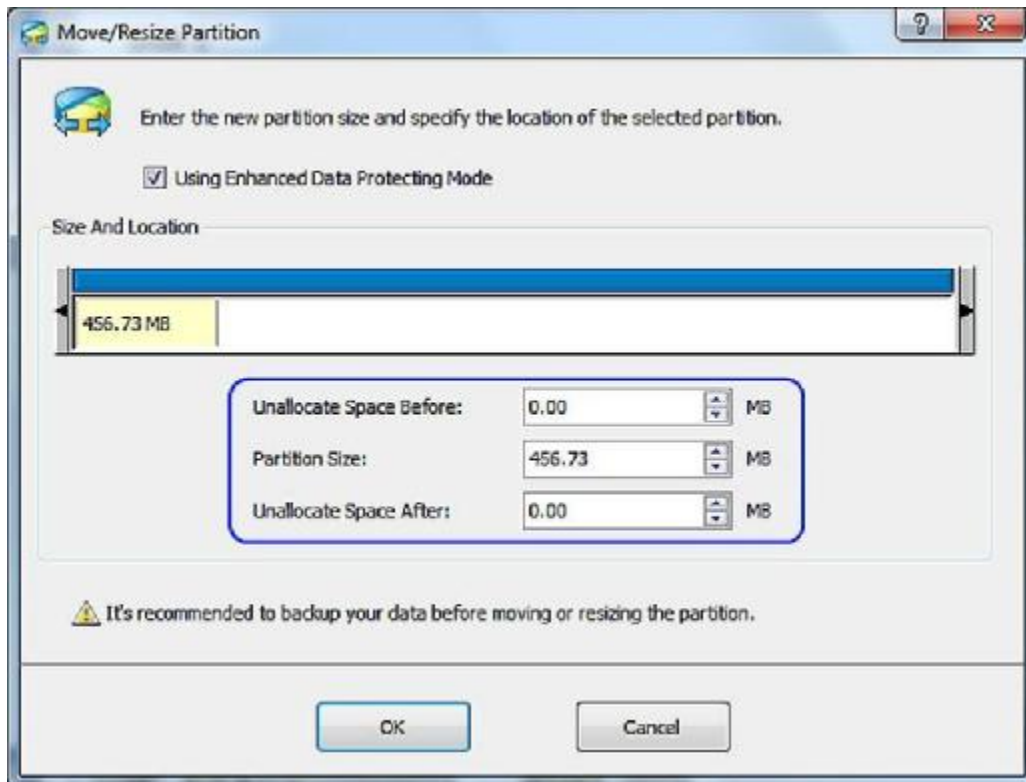 Move/Resize Partition
Enter the new partition size and specify the location of the selected partition.
Using Enhanced Data Protecting Mode
Size And Location
456.73 MB
Unallocate Space Before: 0.00 MB
Partition Size: 456.73 MB
Unallocate Space After: 0.00 MB
It's recommended to backup your data before moving or resizing the partition.
OK Cancel